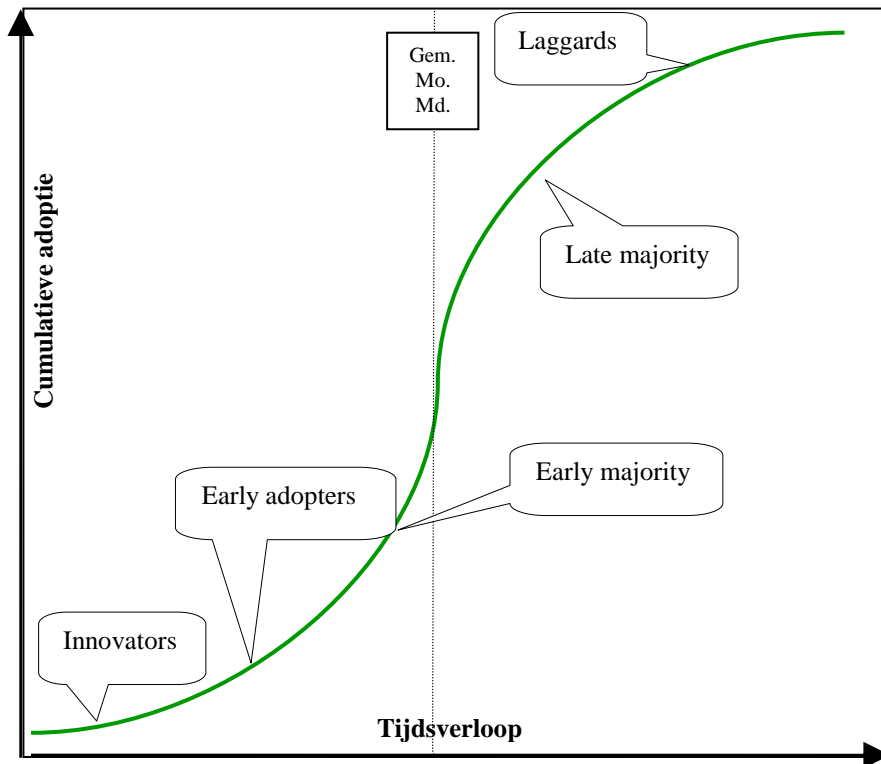 Laggards
Gem.
Mo.
Md.
Cumulatieve adoptie
Late majority
Early majority
Early adopters
Innovators
Tijdsverloop